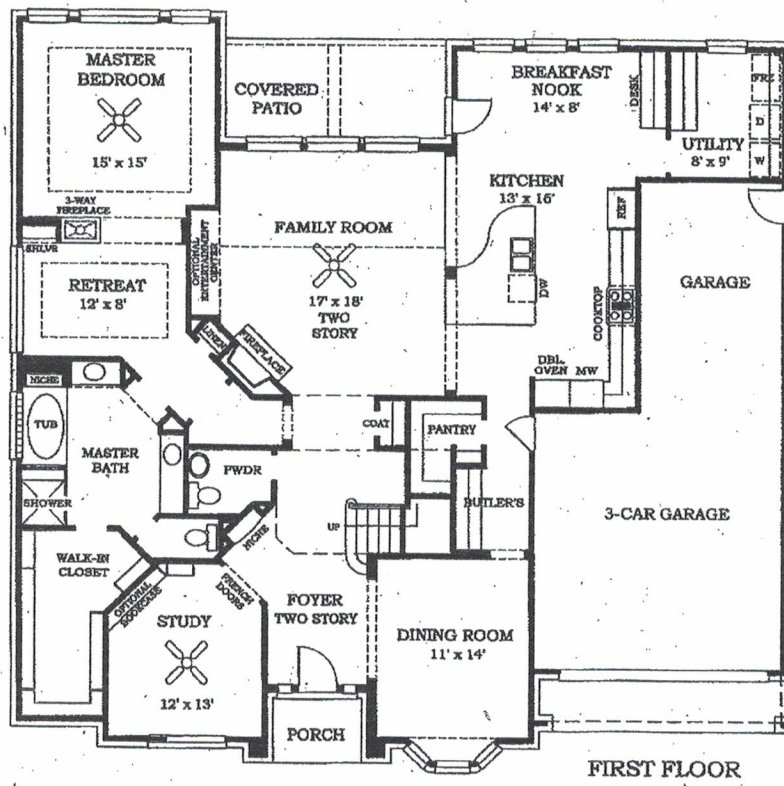 MASTER
BEDROOM
15' x 15'
COVERED
PATIO
BREAKFAST
NOOK
14' x 8'
DESK
FRZ
D
W
UTILITY
8' x 9'
3-WAY
FIREPLACE
SHLVS
RETREAT
12' x 8'
OPTIONAL
ENTERTAINMENT
CENTER
FAMILY ROOM
17' x 18'
TWO
STORY
KITCHEN
13' x 16'
REF
DW
COOKTOP
DBL.
OVEN
MW
GARAGE
LINEN
FIREPLACE
NICHE
TUB
MASTER
BATH
SHOWER
PWDR
COAT
PANTRY
BUTLER'S
3-CAR GARAGE
UP
NICHE
WALK-IN
CLOSET
OPTIONAL
BOOKCASE
FRENCH
DOORS
STUDY
12' x 13'
FOYER
TWO STORY
DINING ROOM
11' x 14'
PORCH
FIRST FLOOR